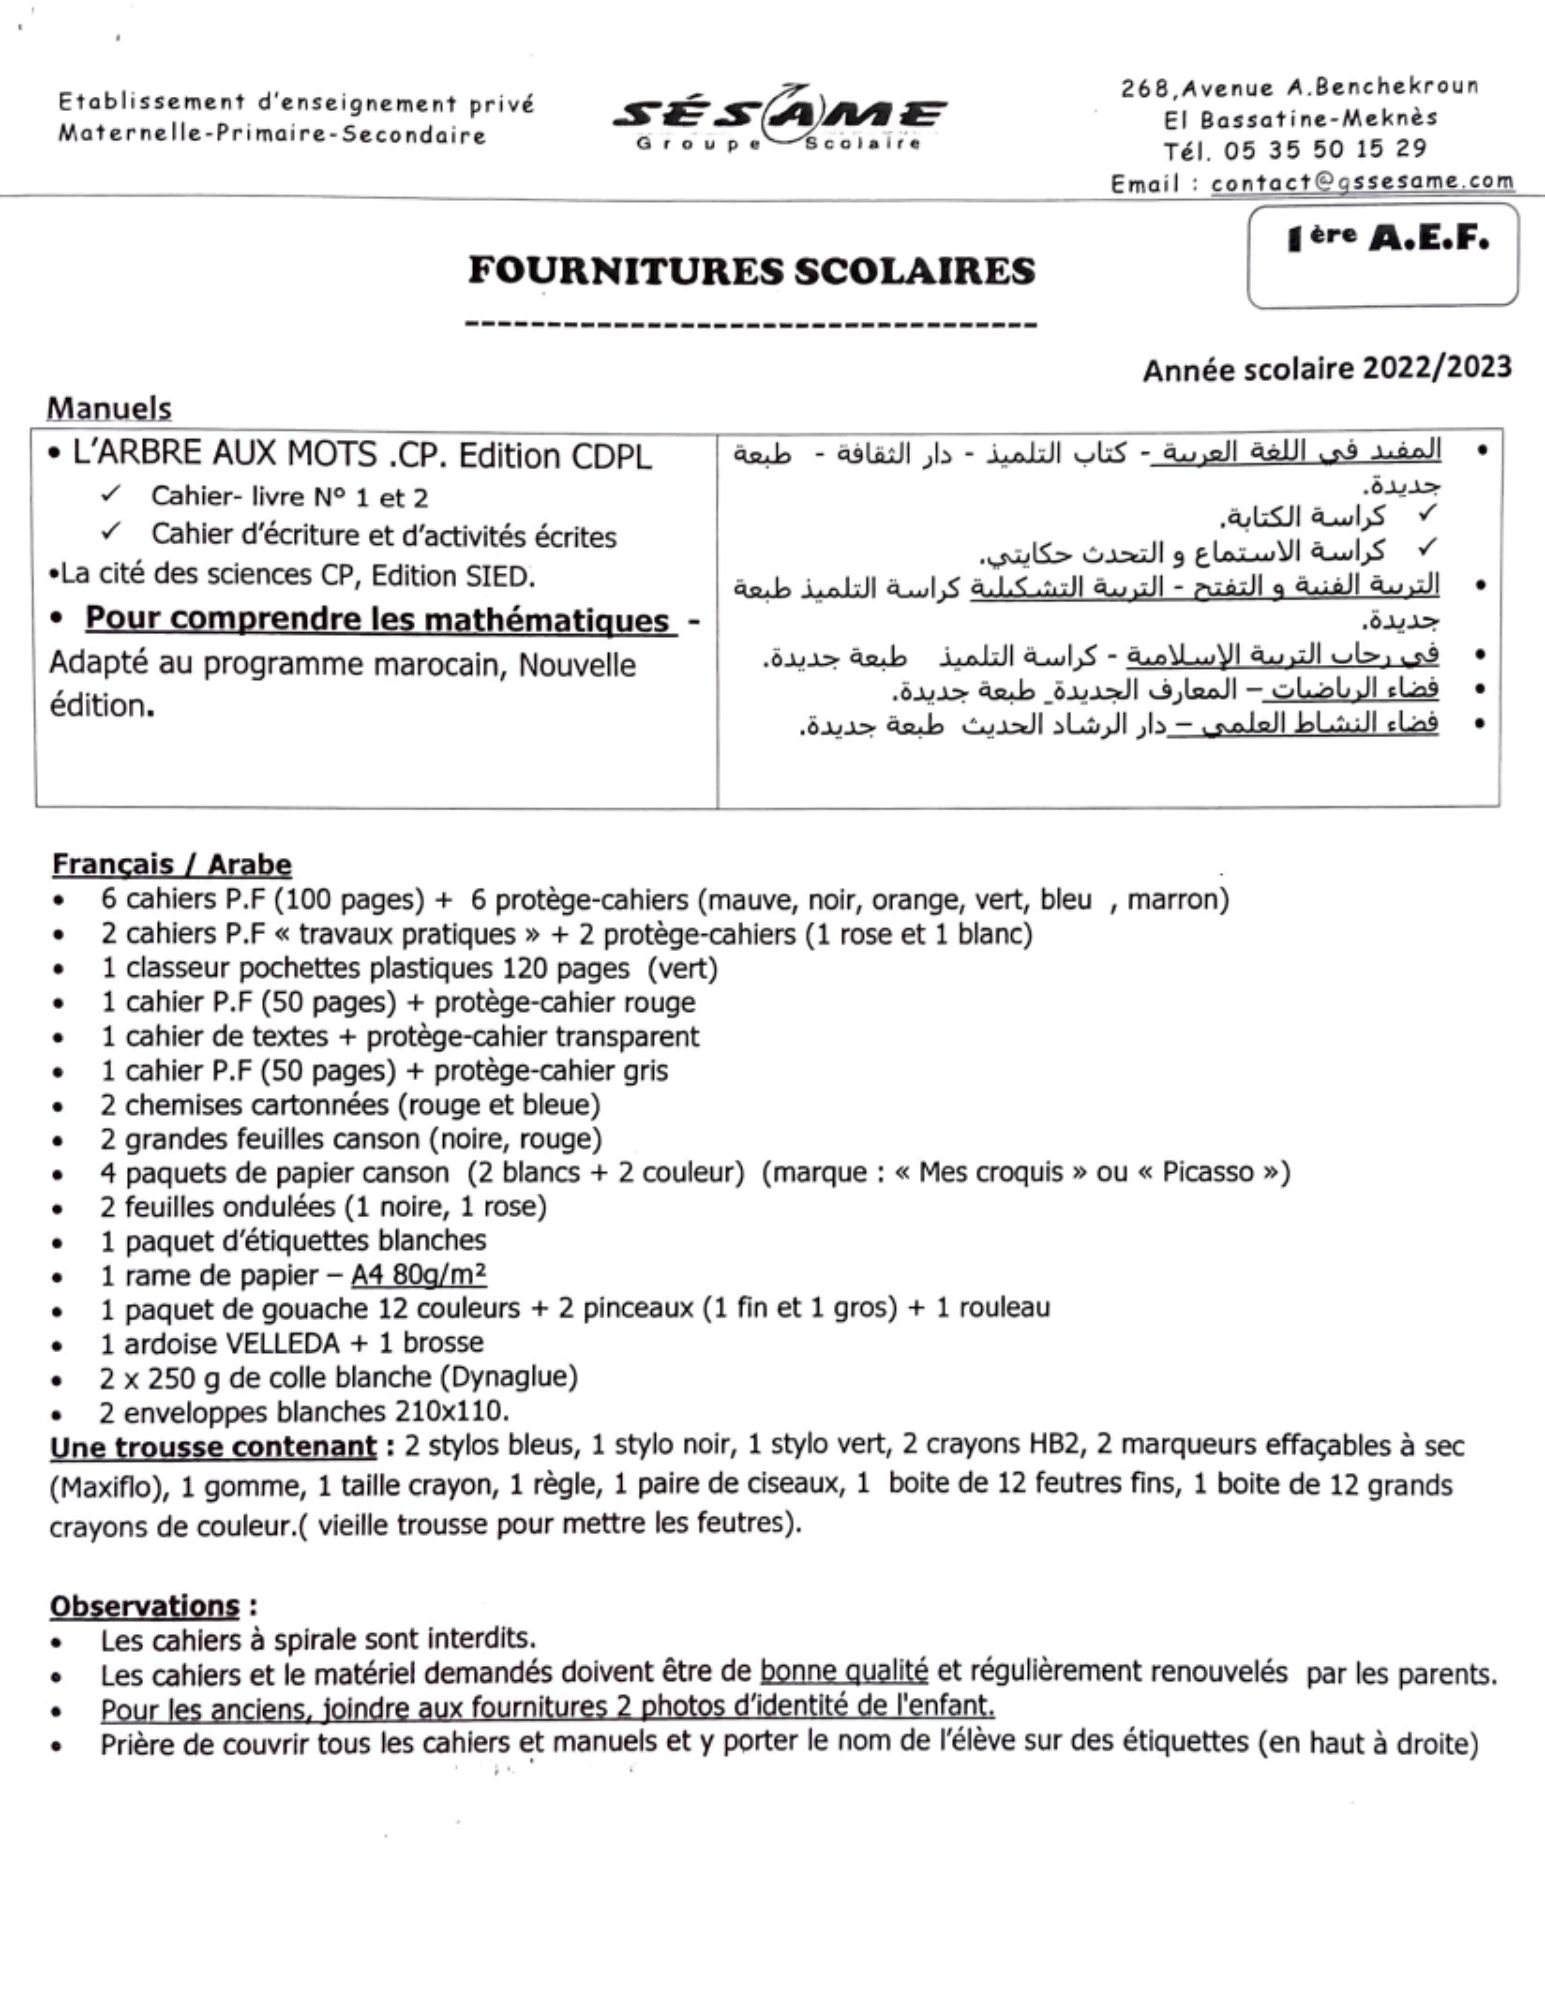 Etablissement d'enseignement privé
Maternelle-Primaire-Secondaire
SÉSAME
Groupe Scolaire
268,Avenue A.Benchekroun
El Bassatine-Meknès
Tél. 05 35 50 15 29
Email : contact@gssesame.com
1ère A.E.F.
FOURNITURES SCOLAIRES
-----------------------------------
Année scolaire 2022/2023
Manuels
• L'ARBRE AUX MOTS .CP. Edition CDPL
✓ Cahier- livre N° 1 et 2
✓ Cahier d'écriture et d'activités écrites
•La cité des sciences CP, Edition SIED.
• Pour comprendre les mathématiques -
Adapté au programme marocain, Nouvelle
édition.
• المفيد في اللغة العربية - كتاب التلميذ - دار الثقافة - طبعة
جديدة.
✓ كراسة الكتابة.
✓ كراسة الاستماع و التحدث حكايتي.
• التربية الفنية و التفتح - التربية التشكيلية كراسة التلميذ طبعة
جديدة.
• في رحاب التربية الإسلامية - كراسة التلميذ طبعة جديدة.
• فضاء الرياضيات – المعارف الجديدة_ طبعة جديدة.
• فضاء النشاط العلمي – دار الرشاد الحديث طبعة جديدة.
Français / Arabe
• 6 cahiers P.F (100 pages) + 6 protège-cahiers (mauve, noir, orange, vert, bleu , marron)
• 2 cahiers P.F « travaux pratiques » + 2 protège-cahiers (1 rose et 1 blanc)
• 1 classeur pochettes plastiques 120 pages (vert)
• 1 cahier P.F (50 pages) + protège-cahier rouge
• 1 cahier de textes + protège-cahier transparent
• 1 cahier P.F (50 pages) + protège-cahier gris
• 2 chemises cartonnées (rouge et bleue)
• 2 grandes feuilles canson (noire, rouge)
• 4 paquets de papier canson (2 blancs + 2 couleur) (marque : « Mes croquis » ou « Picasso »)
• 2 feuilles ondulées (1 noire, 1 rose)
• 1 paquet d'étiquettes blanches
• 1 rame de papier – A4 80g/m²
• 1 paquet de gouache 12 couleurs + 2 pinceaux (1 fin et 1 gros) + 1 rouleau
• 1 ardoise VELLEDA + 1 brosse
• 2 x 250 g de colle blanche (Dynaglue)
• 2 enveloppes blanches 210x110.
Une trousse contenant : 2 stylos bleus, 1 stylo noir, 1 stylo vert, 2 crayons HB2, 2 marqueurs effaçables à sec
(Maxiflo), 1 gomme, 1 taille crayon, 1 règle, 1 paire de ciseaux, 1 boite de 12 feutres fins, 1 boite de 12 grands
crayons de couleur.( vieille trousse pour mettre les feutres).
Observations :
• Les cahiers à spirale sont interdits.
• Les cahiers et le matériel demandés doivent être de bonne qualité et régulièrement renouvelés par les parents.
• Pour les anciens, joindre aux fournitures 2 photos d'identité de l'enfant.
• Prière de couvrir tous les cahiers et manuels et y porter le nom de l'élève sur des étiquettes (en haut à droite)